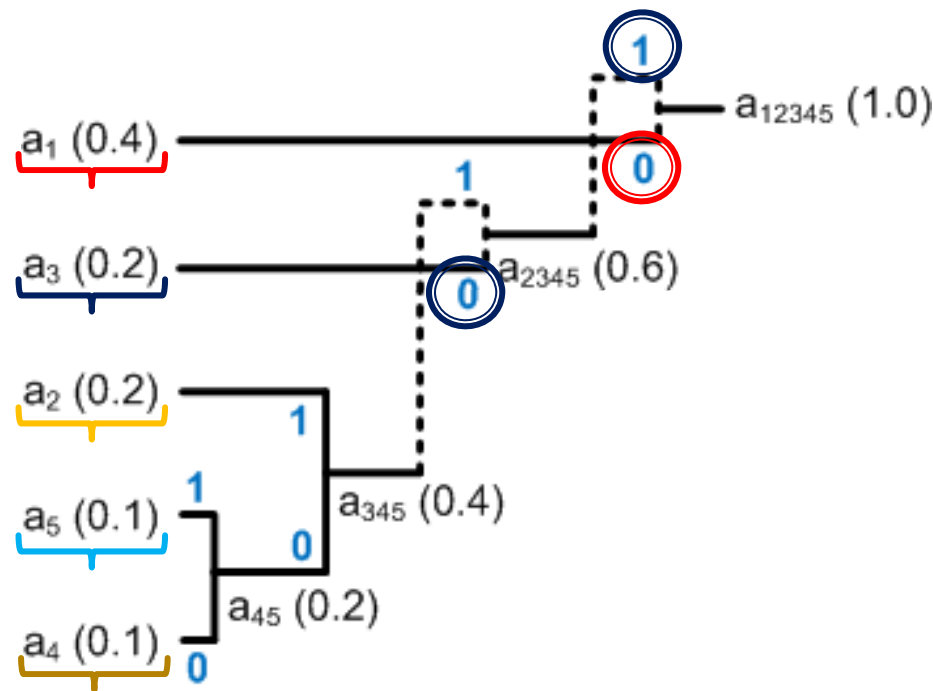 1
a₁₂₃₄₅ (1.0)
a₁ (0.4)
0
1
a₃ (0.2)
a₂₃₄₅ (0.6)
0
a₂ (0.2)
1
1
a₃₄₅ (0.4)
a₅ (0.1)
0
a₄₅ (0.2)
a₄ (0.1)
0